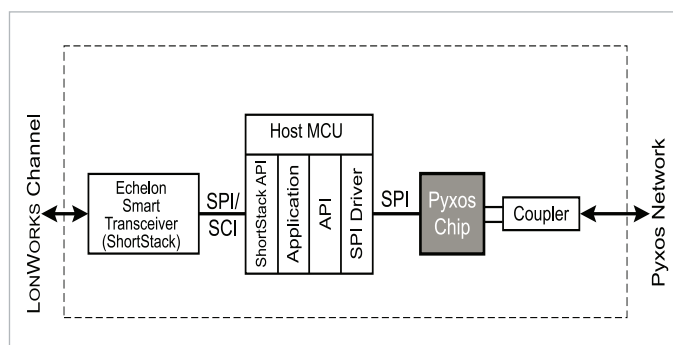 LONWORKS Channel
Echelon
Smart
Transceiver
(ShortStack)
SPI/
SCI
Host MCU
ShortStack API
Application
API
SPI Driver
SPI
Pyxos
Chip
Coupler
Pyxos Network